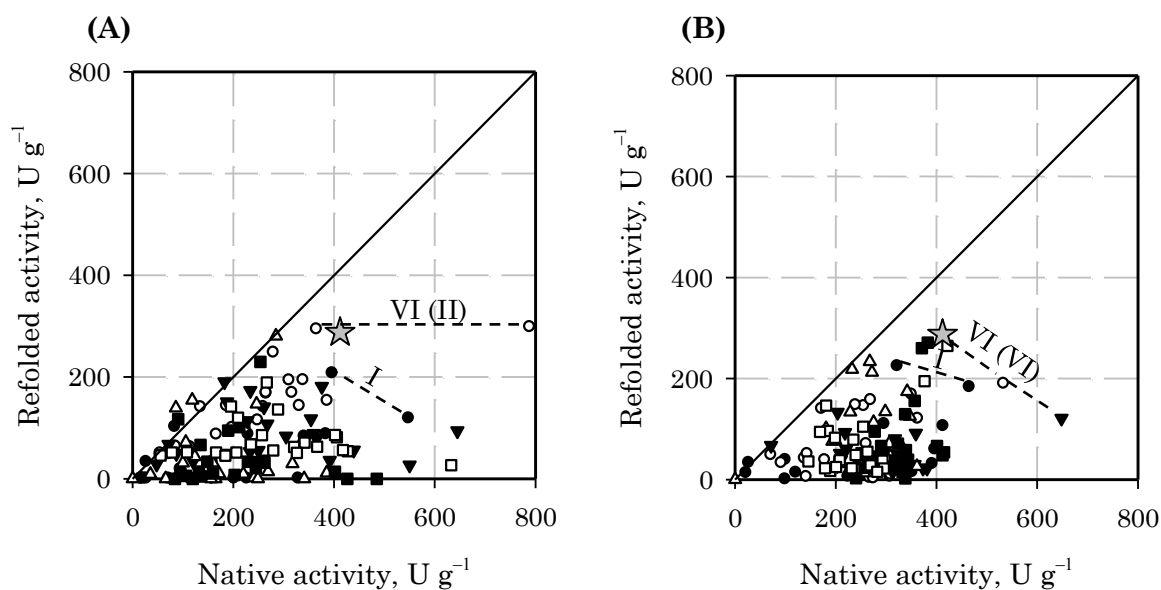 (A)
800
600
400
200
0
0
200
400
600
800
Refolded activity, U g⁻¹
Native activity, U g⁻¹
VI (II)
I
(B)
800
600
400
200
0
0
200
400
600
800
Refolded activity, U g⁻¹
Native activity, U g⁻¹
VI (VI)
I